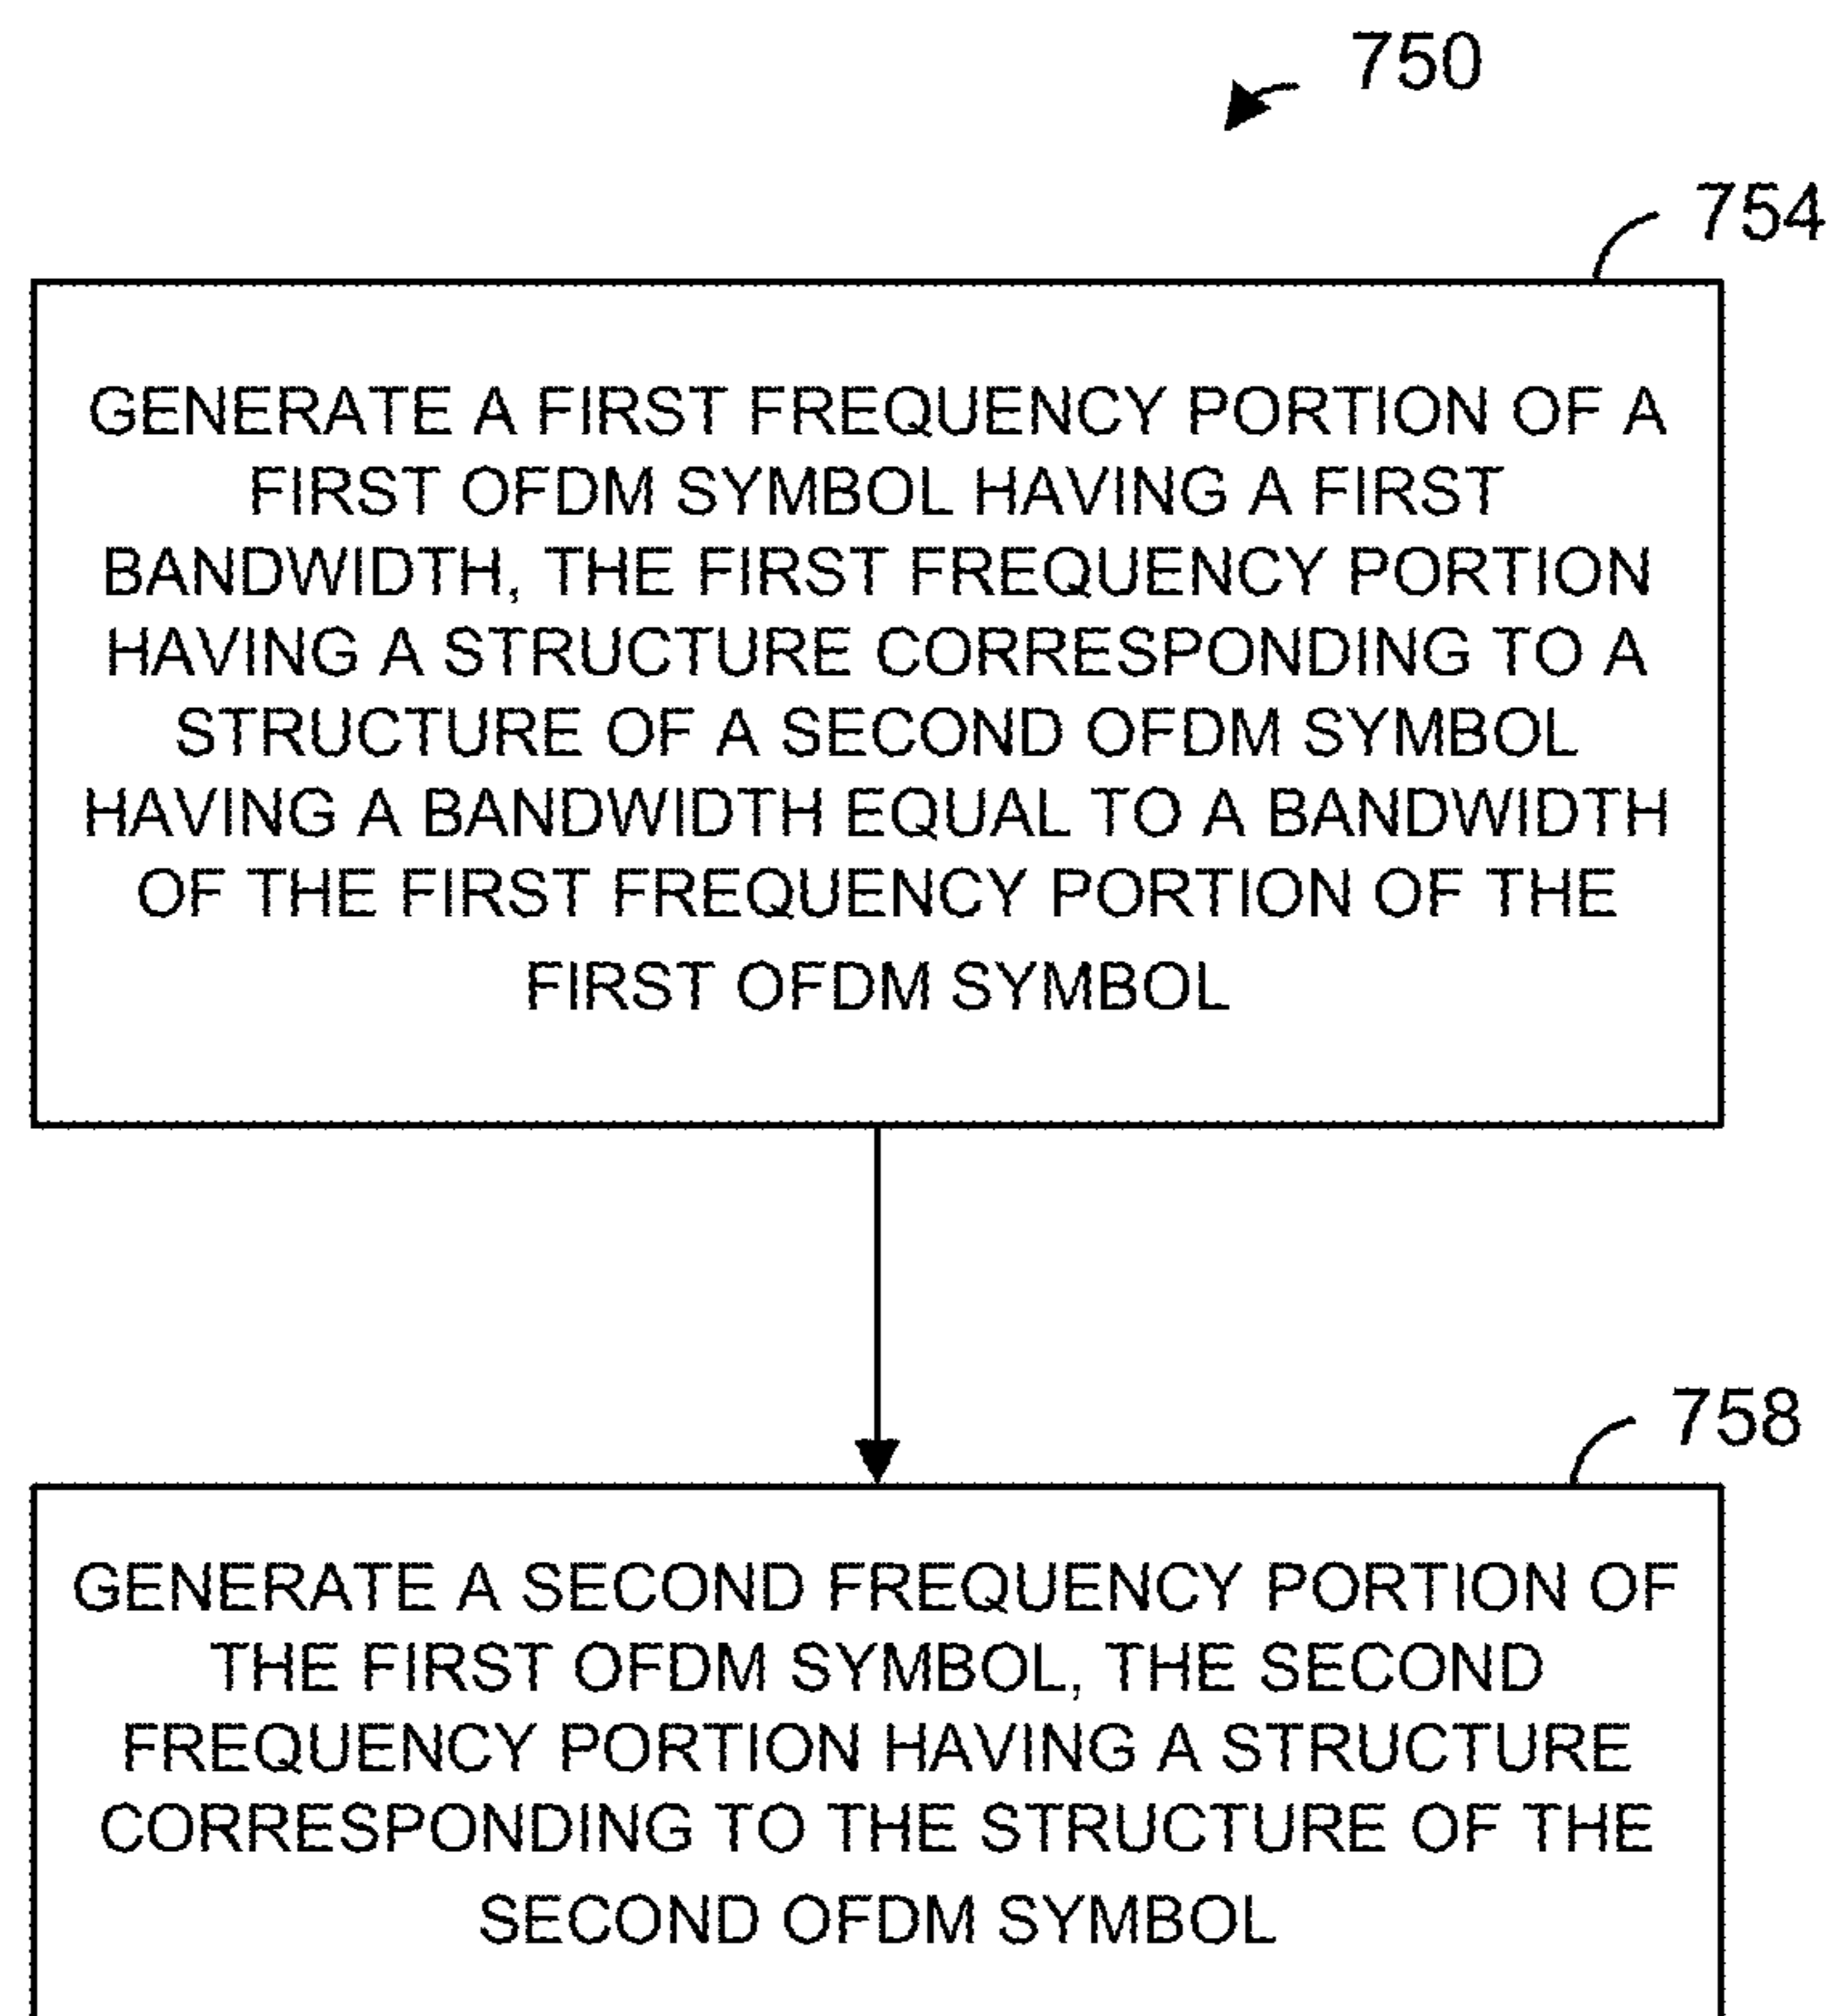 750
754
GENERATE A FIRST FREQUENCY PORTION OF A
FIRST OFDM SYMBOL HAVING A FIRST
BANDWIDTH, THE FIRST FREQUENCY PORTION
HAVING A STRUCTURE CORRESPONDING TO A
STRUCTURE OF A SECOND OFDM SYMBOL
HAVING A BANDWIDTH EQUAL TO A BANDWIDTH
OF THE FIRST FREQUENCY PORTION OF THE
FIRST OFDM SYMBOL
758
GENERATE A SECOND FREQUENCY PORTION OF
THE FIRST OFDM SYMBOL, THE SECOND
FREQUENCY PORTION HAVING A STRUCTURE
CORRESPONDING TO THE STRUCTURE OF THE
SECOND OFDM SYMBOL